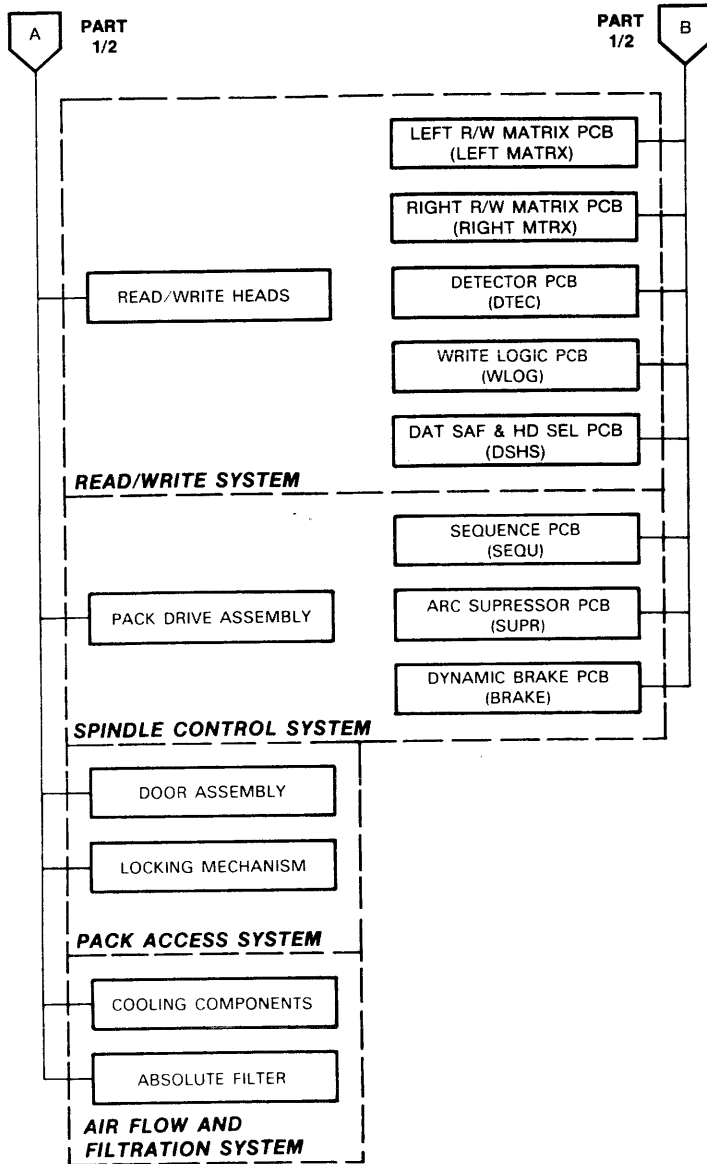 A
PART
1/2
PART
1/2
B
LEFT R/W MATRIX PCB
(LEFT MATRX)
RIGHT R/W MATRIX PCB
(RIGHT MTRX)
READ/WRITE HEADS
DETECTOR PCB
(DTEC)
WRITE LOGIC PCB
(WLOG)
DAT SAF & HD SEL PCB
(DSHS)
READ/WRITE SYSTEM
SEQUENCE PCB
(SEQU)
PACK DRIVE ASSEMBLY
ARC SUPRESSOR PCB
(SUPR)
DYNAMIC BRAKE PCB
(BRAKE)
SPINDLE CONTROL SYSTEM
DOOR ASSEMBLY
LOCKING MECHANISM
PACK ACCESS SYSTEM
COOLING COMPONENTS
ABSOLUTE FILTER
AIR FLOW AND
FILTRATION SYSTEM